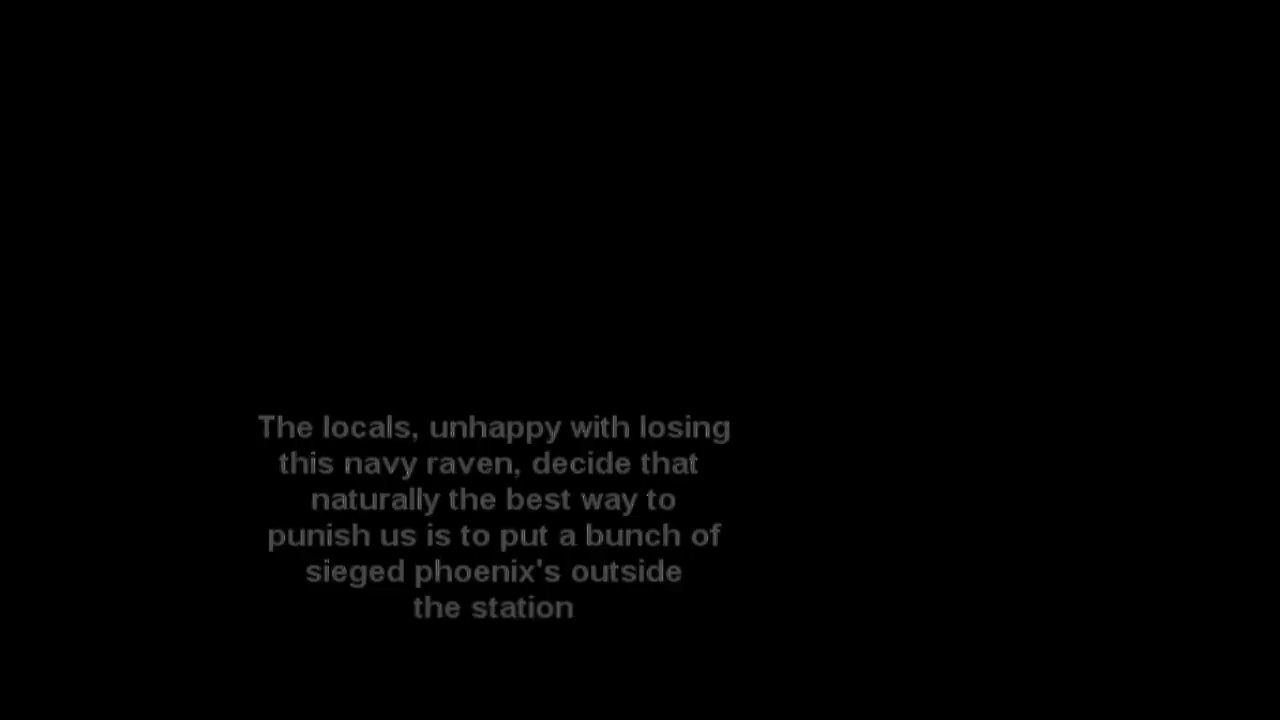 The locals, unhappy with losing
this navy raven, decide that
naturally the best way to
punish us is to put a bunch of
sieged phoenix's outside
the station